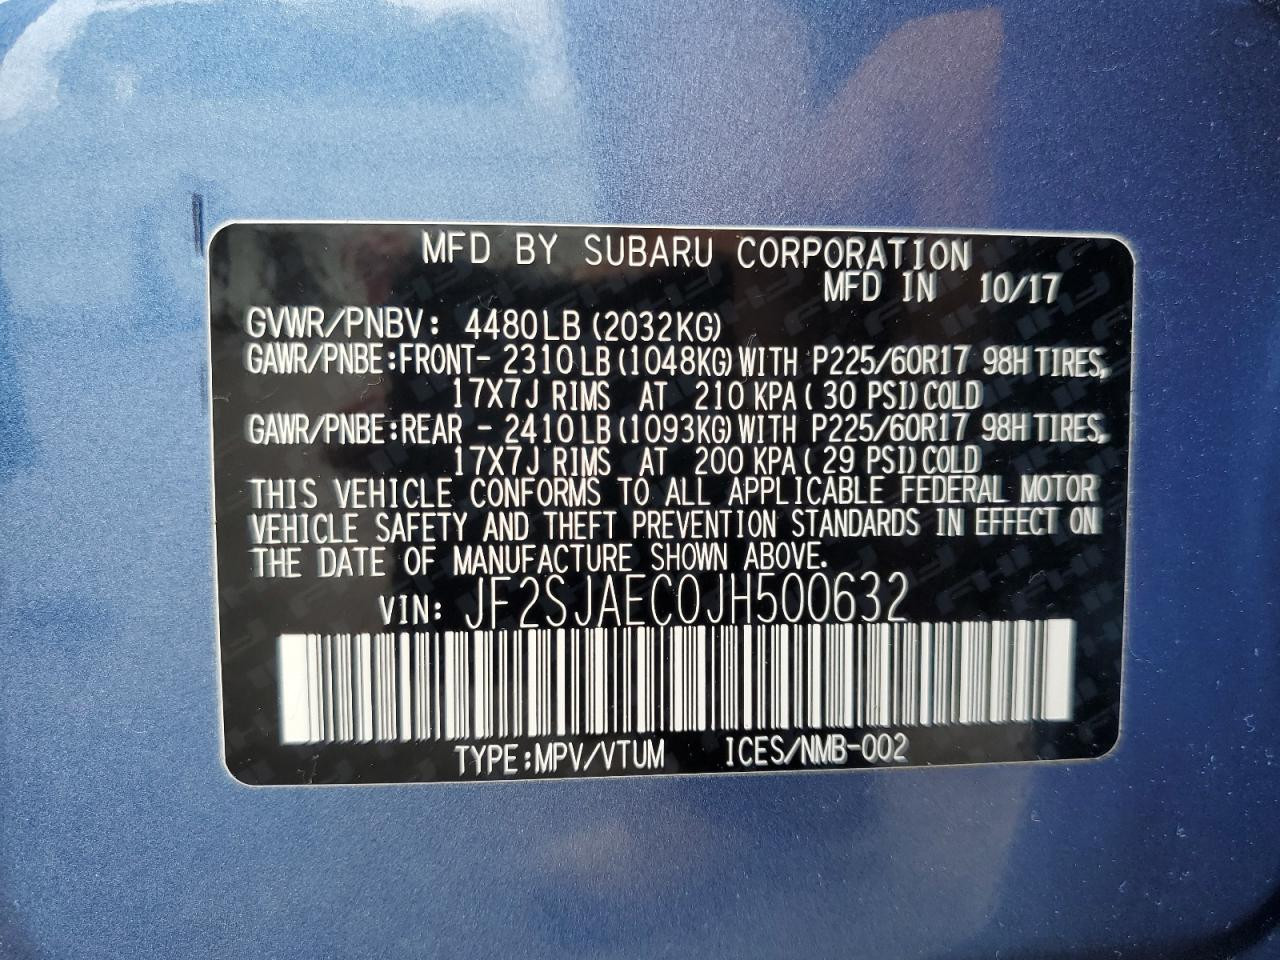 MFD BY SUBARU CORPORATION
MFD IN 10/17
GVWR/PNBV: 4480LB (2032KG)
GAWR/PNBE:FRONT- 2310LB (1048KG) WITH P225/60R17 98H TIRES,
17X7J RIMS AT 210 KPA (30 PSI) COLD
GAWR/PNBE:REAR - 2410LB (1093KG) WITH P225/60R17 98H TIRES,
17X7J RIMS AT 200 KPA (29 PSI) COLD
THIS VEHICLE CONFORMS TO ALL APPLICABLE FEDERAL MOTOR
VEHICLE SAFETY AND THEFT PREVENTION STANDARDS IN EFFECT ON
THE DATE OF MANUFACTURE SHOWN ABOVE.
VIN: JF2SJAEC0JH500632
TYPE:MPV/VTUM ICES/NMB-002